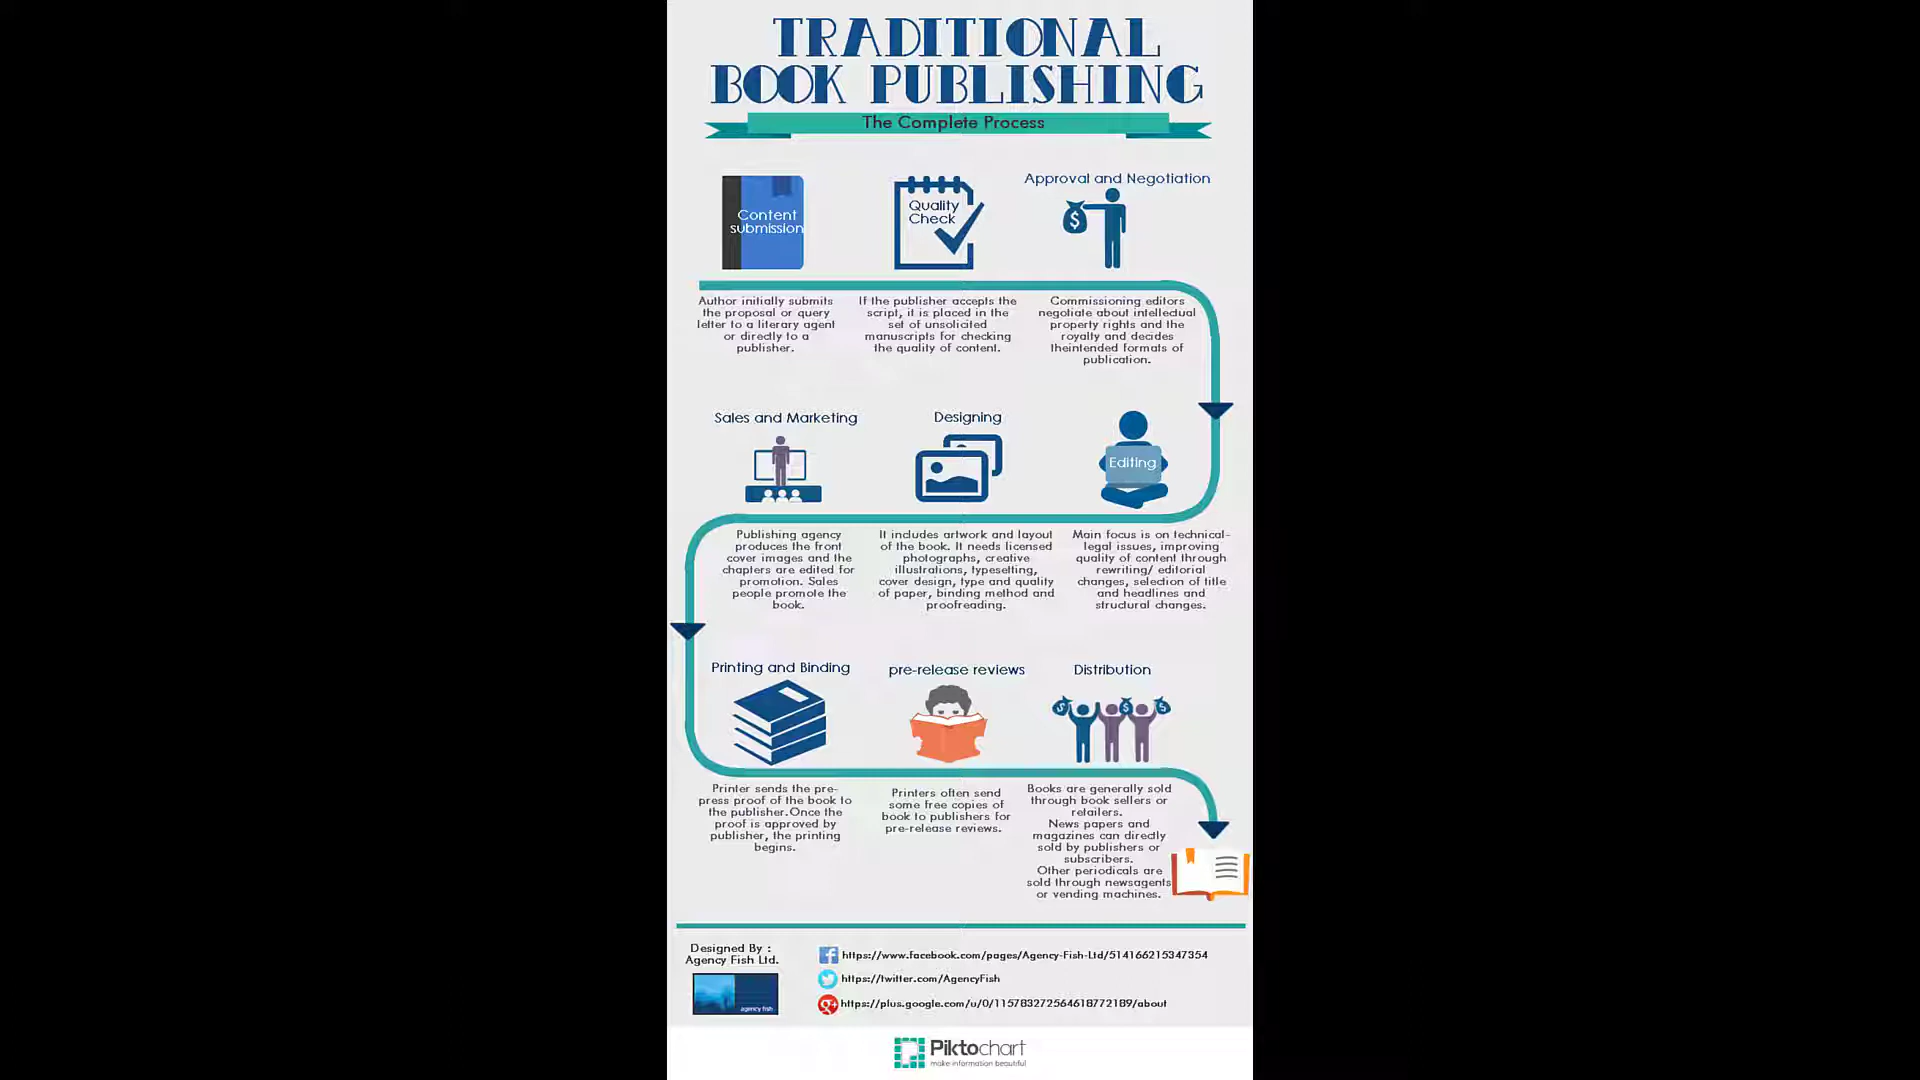 TRADITIONAL
BOOK PUBLISHING
The Complete Process
Content
submission
Quality
Check
Approval and Negotiation
Author initially submits
the proposal or query
letter to a literary agent
or directly to a
publisher.
If the publisher accepts the
script, it is placed in the
set of unsolicited
manuscripts for checking
the quality of content.
Commissioning editors
negotiate about intellectual
property rights and the
royalty and decides
theintended formats of
publication.
Editing
Designing
Sales and Marketing
Main focus is on technical-
legal issues, improving
quality of content through
rewriting/ editorial
changes, selection of title
and headlines and
structural changes.
It includes artwork and layout
of the book. It needs licensed
photographs, creative
illustrations, typesetting,
cover design, type and quality
of paper, binding method and
proofreading.
Publishing agency
produces the front
cover images and the
chapters are edited for
promotion. Sales
people promote the
book.
Printing and Binding
pre-release reviews
Distribution
Printer sends the pre-
press proof of the book to
the publisher.Once the
proof is approved by
publisher, the printing
begins.
Printers often send
some free copies of
book to publishers for
pre-release reviews.
Books are generally sold
through book sellers or
retailers.
News papers and
magazines can directly
sold by publishers or
subscribers.
Other periodicals are
sold through newsagents
or vending machines.
Designed By :
Agency Fish Ltd.
agency fish
https://www.facebook.com/pages/Agency-Fish-Ltd/514166215347354
https://twitter.com/AgencyFish
https://plus.google.com/u/0/115783272564618772189/about
Piktochart
make information beautiful